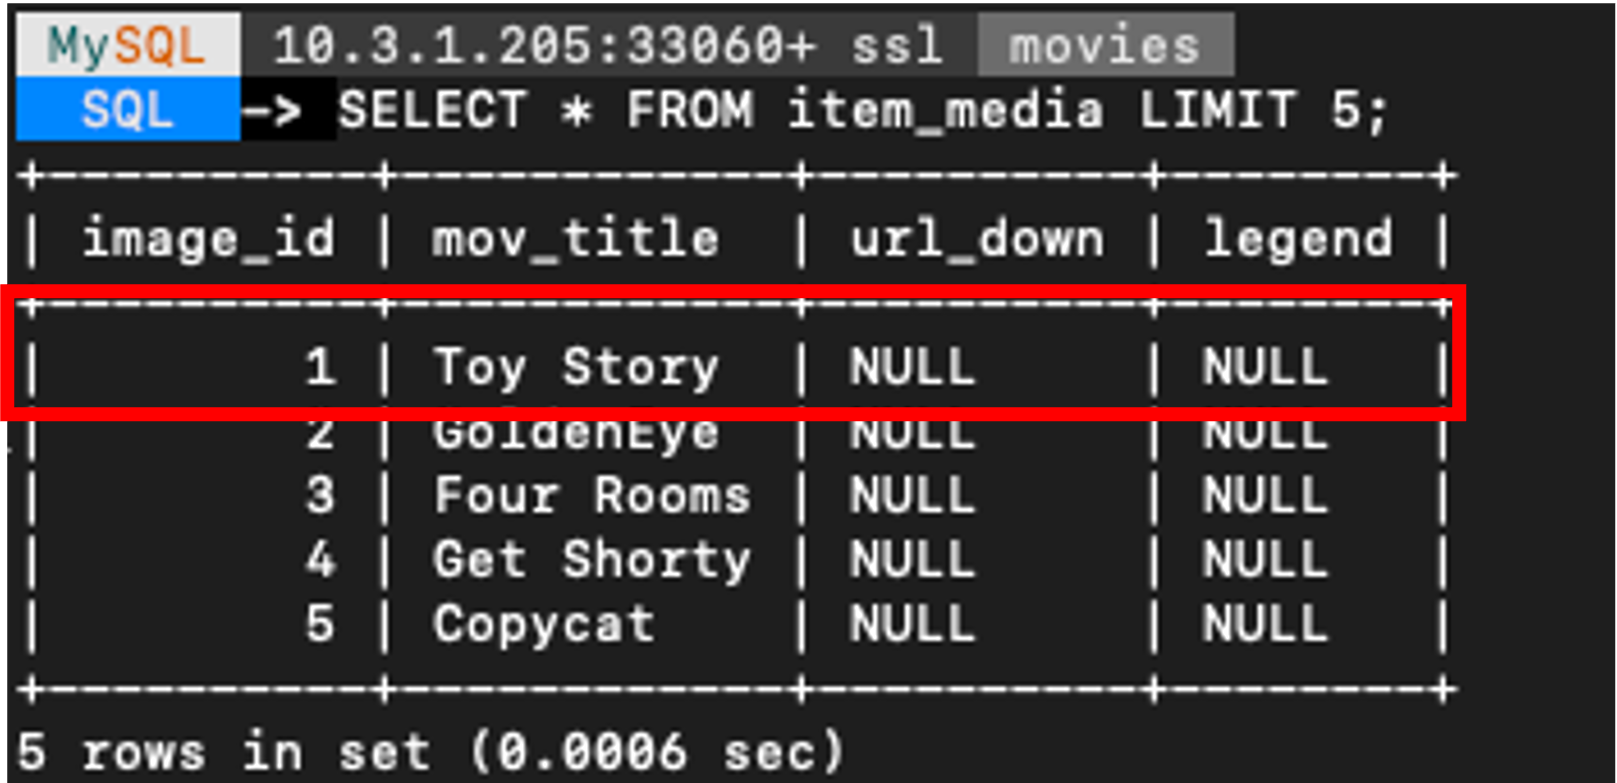 MySQL 10.3.1.205:33060+ ssl movies
SQL -> SELECT * FROM item_media LIMIT 5;
+-----------+-------------+-----------+---------+
| image_id | mov_title | url_down | legend |
+-----------+-------------+-----------+---------+
| 1 | Toy Story | NULL | NULL |
| 2 | GoldenEye | NULL | NULL |
| 3 | Four Rooms | NULL | NULL |
| 4 | Get Shorty | NULL | NULL |
| 5 | Copycat | NULL | NULL |
+-----------+-------------+-----------+---------+
5 rows in set (0.0006 sec)